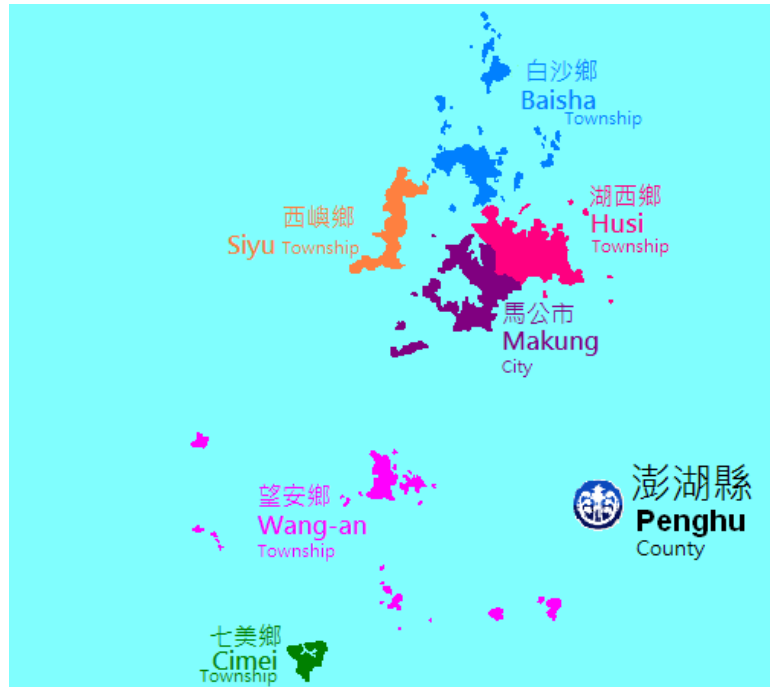 白沙鄉
Baisha
Township
湖西鄉
Husi
Township
西嶼鄉
Siyu Township
馬公市
Makung
City
望安鄉
Wang-an
Township
澎湖縣
Penghu
County
七美鄉
Cimei
Township